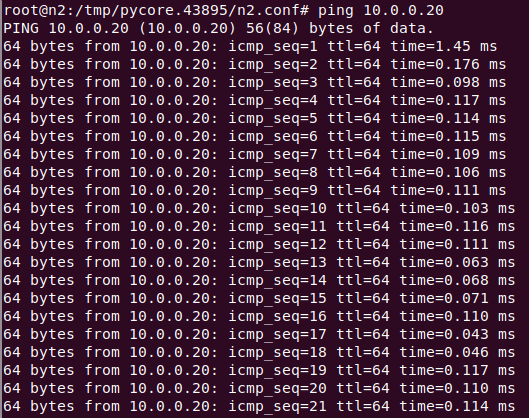 root@n2:/tmp/pycore.43895/n2.conf# ping 10.0.0.20
PING 10.0.0.20 (10.0.0.20) 56(84) bytes of data.
64 bytes from 10.0.0.20: icmp_seq=1 ttl=64 time=1.45 ms
64 bytes from 10.0.0.20: icmp_seq=2 ttl=64 time=0.176 ms
64 bytes from 10.0.0.20: icmp_seq=3 ttl=64 time=0.098 ms
64 bytes from 10.0.0.20: icmp_seq=4 ttl=64 time=0.117 ms
64 bytes from 10.0.0.20: icmp_seq=5 ttl=64 time=0.114 ms
64 bytes from 10.0.0.20: icmp_seq=6 ttl=64 time=0.115 ms
64 bytes from 10.0.0.20: icmp_seq=7 ttl=64 time=0.109 ms
64 bytes from 10.0.0.20: icmp_seq=8 ttl=64 time=0.106 ms
64 bytes from 10.0.0.20: icmp_seq=9 ttl=64 time=0.111 ms
64 bytes from 10.0.0.20: icmp_seq=10 ttl=64 time=0.103 ms
64 bytes from 10.0.0.20: icmp_seq=11 ttl=64 time=0.116 ms
64 bytes from 10.0.0.20: icmp_seq=12 ttl=64 time=0.111 ms
64 bytes from 10.0.0.20: icmp_seq=13 ttl=64 time=0.063 ms
64 bytes from 10.0.0.20: icmp_seq=14 ttl=64 time=0.068 ms
64 bytes from 10.0.0.20: icmp_seq=15 ttl=64 time=0.071 ms
64 bytes from 10.0.0.20: icmp_seq=16 ttl=64 time=0.110 ms
64 bytes from 10.0.0.20: icmp_seq=17 ttl=64 time=0.043 ms
64 bytes from 10.0.0.20: icmp_seq=18 ttl=64 time=0.046 ms
64 bytes from 10.0.0.20: icmp_seq=19 ttl=64 time=0.117 ms
64 bytes from 10.0.0.20: icmp_seq=20 ttl=64 time=0.110 ms
64 bytes from 10.0.0.20: icmp_seq=21 ttl=64 time=0.114 ms